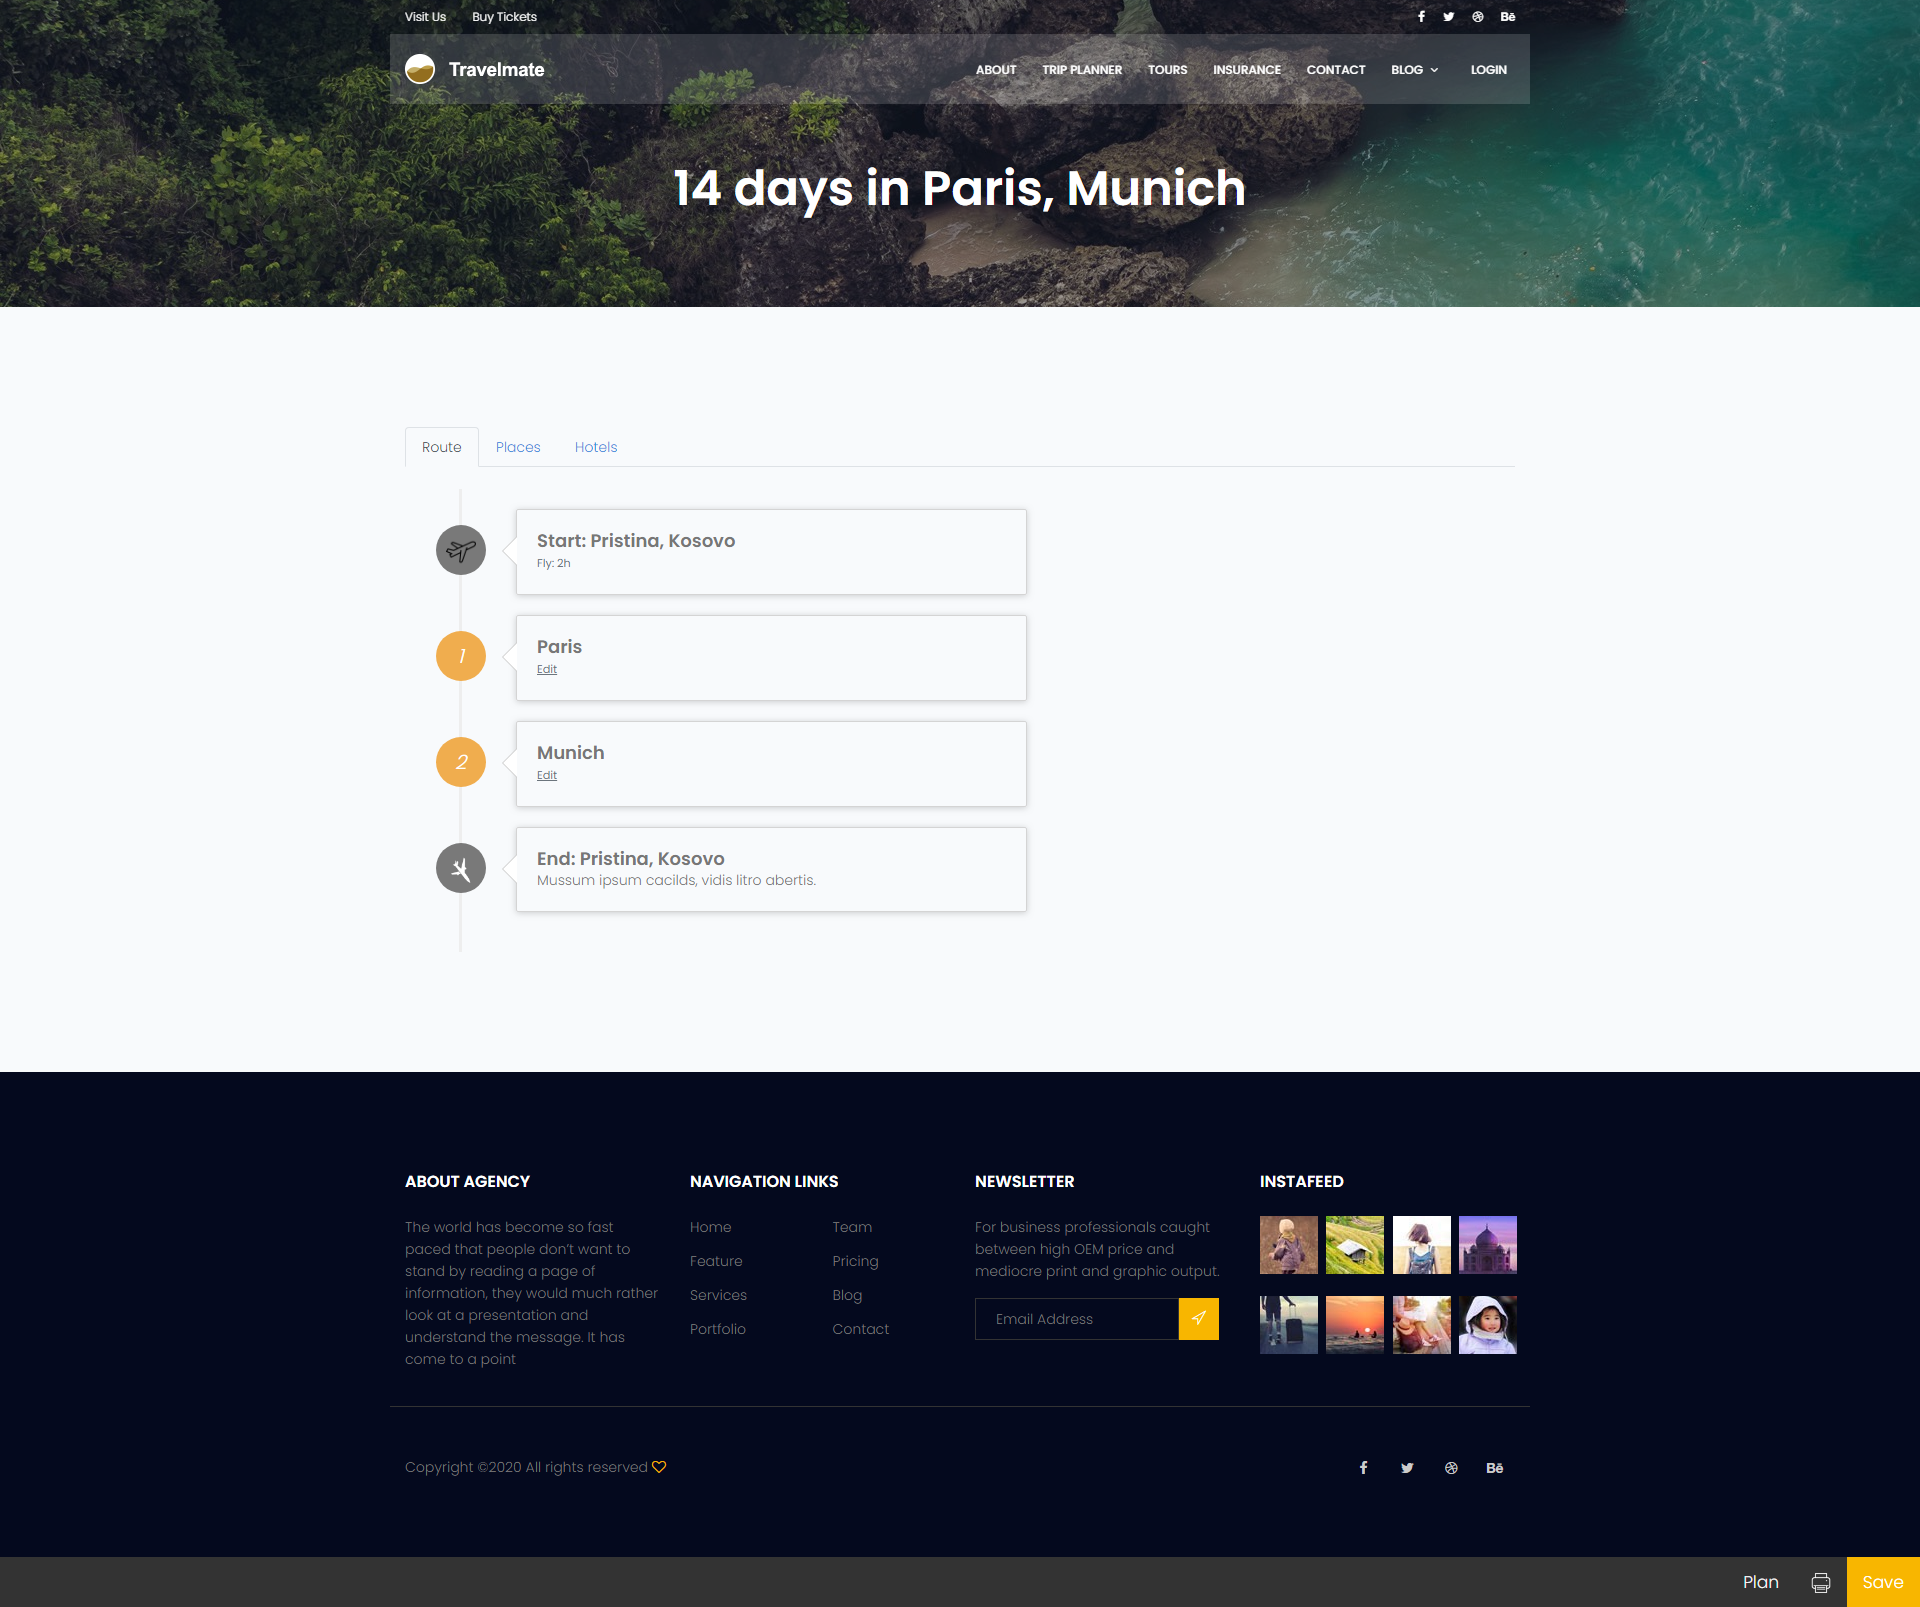 Visit Us
Buy Tickets
Bē
Travelmate
ABOUT
TRIP PLANNER
TOURS
INSURANCE
CONTACT
BLOG
LOGIN
14 days in Paris, Munich
Route
Places
Hotels
Start: Pristina, Kosovo
Fly: 2h
1
Paris
Edit
2
Munich
Edit
End: Pristina, Kosovo
Mussum ipsum cacilds, vidis litro abertis.
ABOUT AGENCY
The world has become so fast
paced that people don't want to
stand by reading a page of
information, they would much rather
look at a presentation and
understand the message. It has
come to a point
NAVIGATION LINKS
Home
Team
Feature
Pricing
Services
Blog
Portfolio
Contact
NEWSLETTER
For business professionals caught
between high OEM price and
mediocre print and graphic output.
Email Address
INSTAFEED
Copyright ©2020 All rights reserved
Bē
Plan
Save